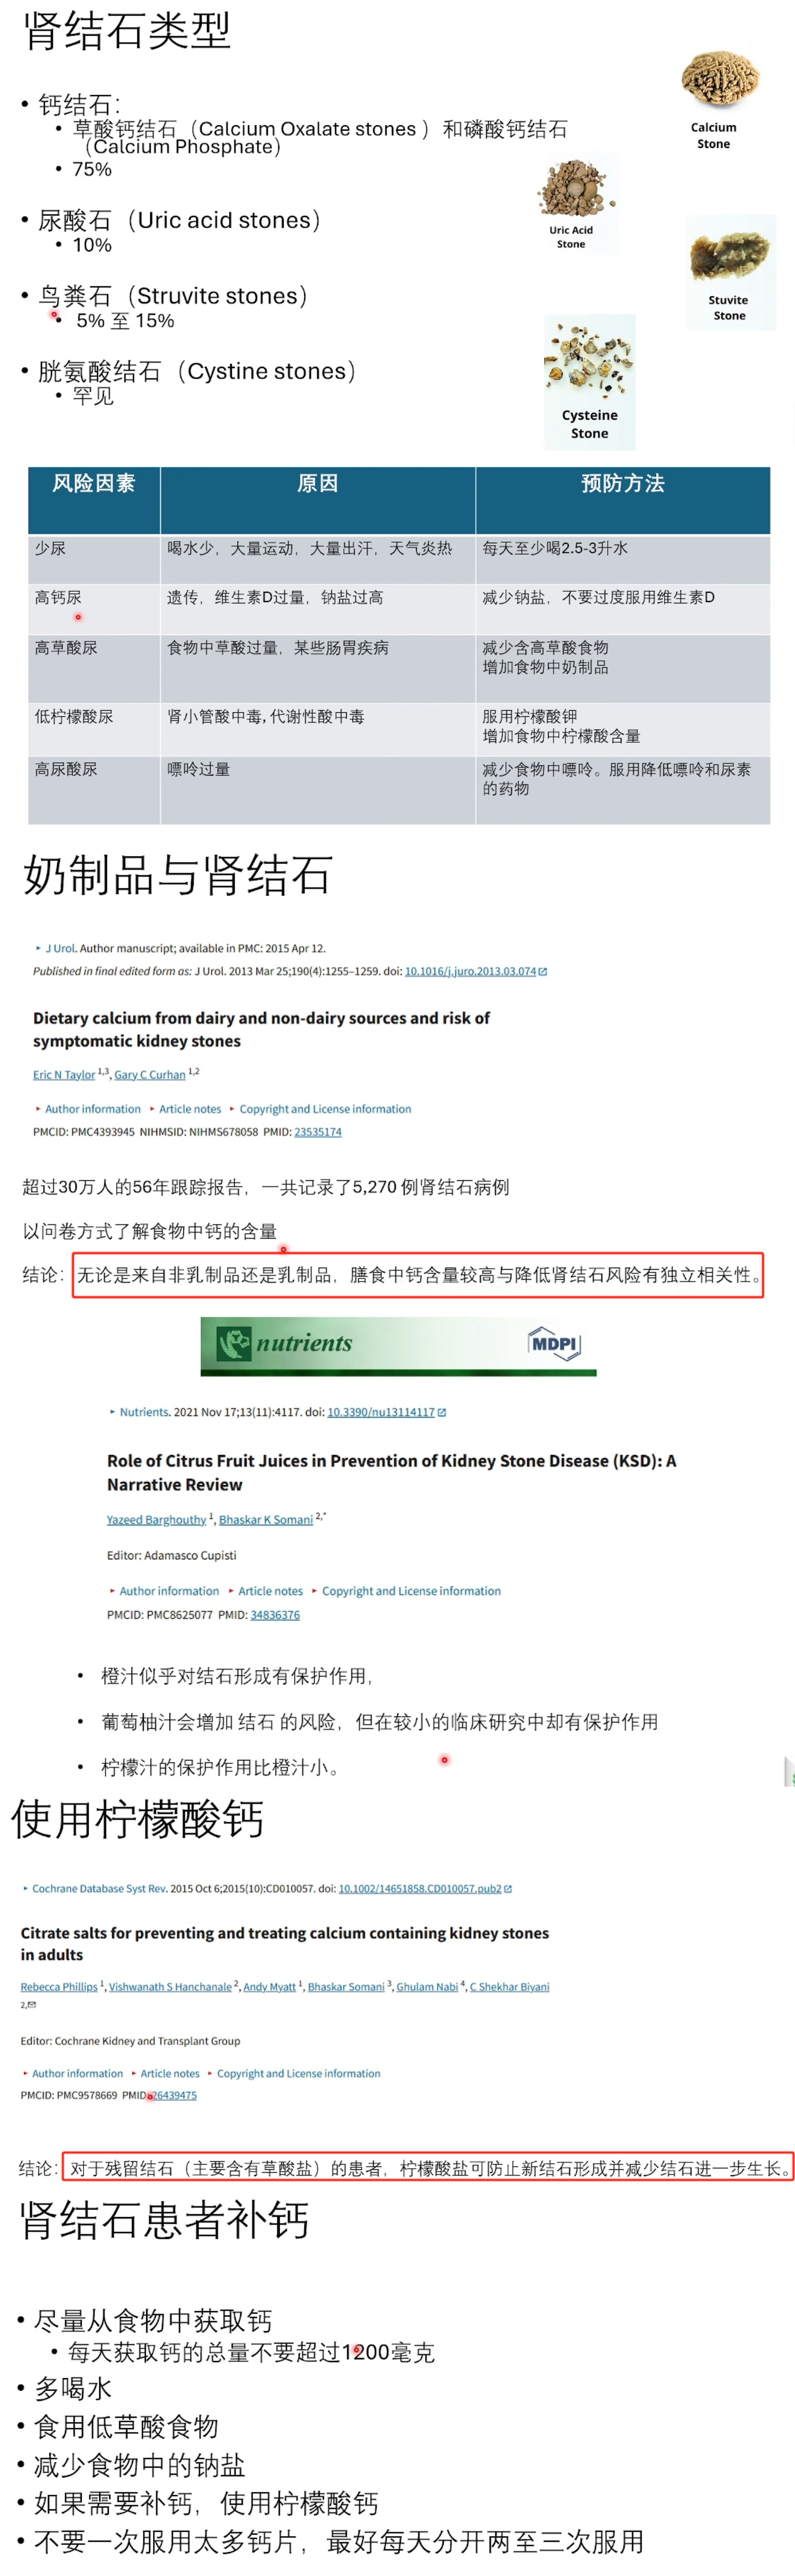 肾结石类型
• 钙结石：
• 草酸钙结石（Calcium Oxalate stones ）和磷酸钙结石
（Calcium Phosphate）
• 75%
Calcium
Stone
• 尿酸石（Uric acid stones）
• 10%
Uric Acid
Stone
• 鸟粪石（Struvite stones）
• 5% 至 15%
Stuvite
Stone
• 胱氨酸结石（Cystine stones）
• 罕见
Cysteine
Stone
风险因素 原因 预防方法
少尿 喝水少，大量运动，大量出汗，天气炎热 每天至少喝2.5-3升水
高钙尿 遗传，维生素D过量，钠盐过高 减少钠盐，不要过度服用维生素D
高草酸尿 食物中草酸过量，某些肠胃疾病 减少含高草酸食物
增加食物中奶制品
低柠檬酸尿 肾小管酸中毒, 代谢性酸中毒 服用柠檬酸钾
增加食物中柠檬酸含量
高尿酸尿 嘌呤过量 减少食物中嘌呤。服用降低嘌呤和尿素
的药物
奶制品与肾结石
‣ J Urol. Author manuscript; available in PMC: 2015 Apr 12.
Published in final edited form as: J Urol. 2013 Mar 25;190(4):1255–1259. doi: 10.1016/j.juro.2013.03.074
Dietary calcium from dairy and non-dairy sources and risk of
symptomatic kidney stones
Eric N Taylor 1,3, Gary C Curhan 1,2
‣ Author information ‣ Article notes ‣ Copyright and License information
PMCID: PMC4393945 NIHMSID: NIHMS678058 PMID: 23535174
超过30万人的56年跟踪报告，一共记录了5,270 例肾结石病例
以问卷方式了解食物中钙的含量
结论：无论是来自非乳制品还是乳制品，膳食中钙含量较高与降低肾结石风险有独立相关性。
nutrients MDPI
‣ Nutrients. 2021 Nov 17;13(11):4117. doi: 10.3390/nu13114117
Role of Citrus Fruit Juices in Prevention of Kidney Stone Disease (KSD): A
Narrative Review
Yazeed Barghouthy 1, Bhaskar K Somani 2,*
Editor: Adamasco Cupisti
‣ Author information ‣ Article notes ‣ Copyright and License information
PMCID: PMC8625077 PMID: 34836376
• 橙汁似乎对结石形成有保护作用，
• 葡萄柚汁会增加 结石 的风险，但在较小的临床研究中却有保护作用
• 柠檬汁的保护作用比橙汁小。
使用柠檬酸钙
‣ Cochrane Database Syst Rev. 2015 Oct 6;2015(10):CD010057. doi: 10.1002/14651858.CD010057.pub2
Citrate salts for preventing and treating calcium containing kidney stones
in adults
Rebecca Phillips 1, Vishwanath S Hanchanale 2, Andy Myatt 1, Bhaskar Somani 3, Ghulam Nabi 4, C Shekhar Biyani
2,✉
Editor: Cochrane Kidney and Transplant Group
‣ Author information ‣ Article notes ‣ Copyright and License information
PMCID: PMC9578669 PMID: 26439475
结论：对于残留结石（主要含有草酸盐）的患者，柠檬酸盐可防止新结石形成并减少结石进一步生长。
肾结石患者补钙
• 尽量从食物中获取钙
• 每天获取钙的总量不要超过1200毫克
• 多喝水
• 食用低草酸食物
• 减少食物中的钠盐
• 如果需要补钙，使用柠檬酸钙
• 不要一次服用太多钙片，最好每天分开两至三次服用